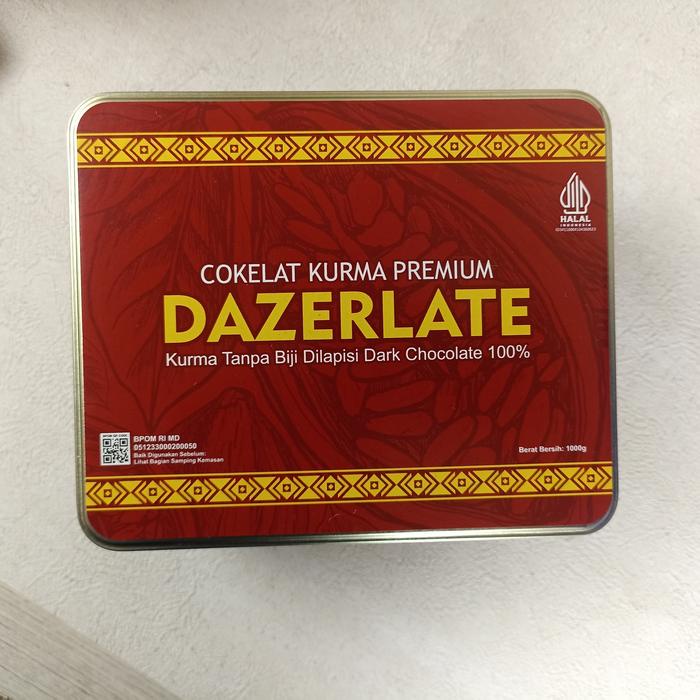 HALAL
INDONESIA
COKELAT KURMA PREMIUM
DAZERLATE
Kurma Tanpa Biji Dilapisi Dark Chocolate 100%
BPOM RI MD
051233000200050
Baik Digunakan Sebelum:
Lihat Bagian Samping Kemasan
Berat Bersih: 1000g